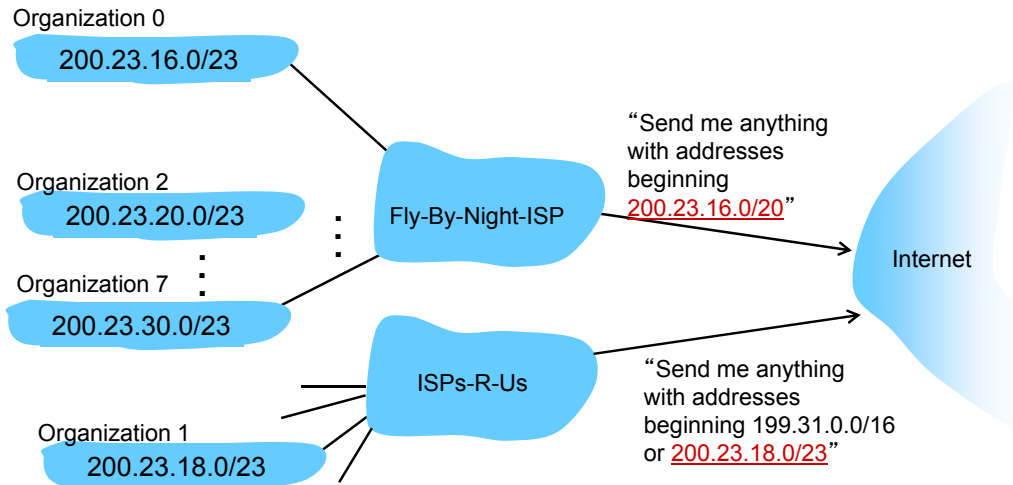 Organization 0
200.23.16.0/23
Organization 2
200.23.20.0/23
Organization 7
200.23.30.0/23
Organization 1
200.23.18.0/23
Fly-By-Night-ISP
ISPs-R-Us
“Send me anything
with addresses
beginning
200.23.16.0/20”
“Send me anything
with addresses
beginning 199.31.0.0/16
or 200.23.18.0/23”
Internet